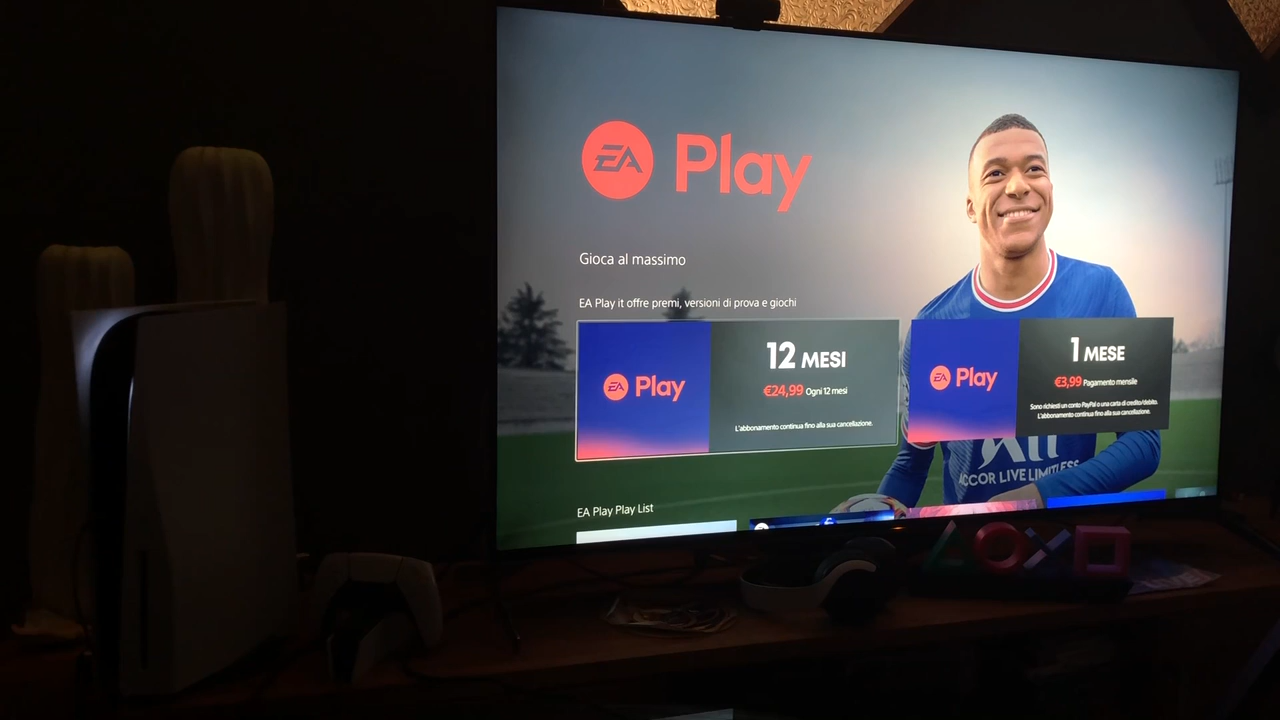 EA Play
Gioca al massimo
EA Play it offre premi, versioni di prova e giochi
EA Play
12 MESI
€24,99 Ogni 12 mesi
L'abbonamento continua fino alla sua cancellazione.
EA Play
1 MESE
€3,99 Pagamento mensile
Sono richiesti un conto PayPal o una carta di credito/debito.
L'abbonamento continua fino alla sua cancellazione.
ACCOR LIVE LIMITLESS
EA Play Play List